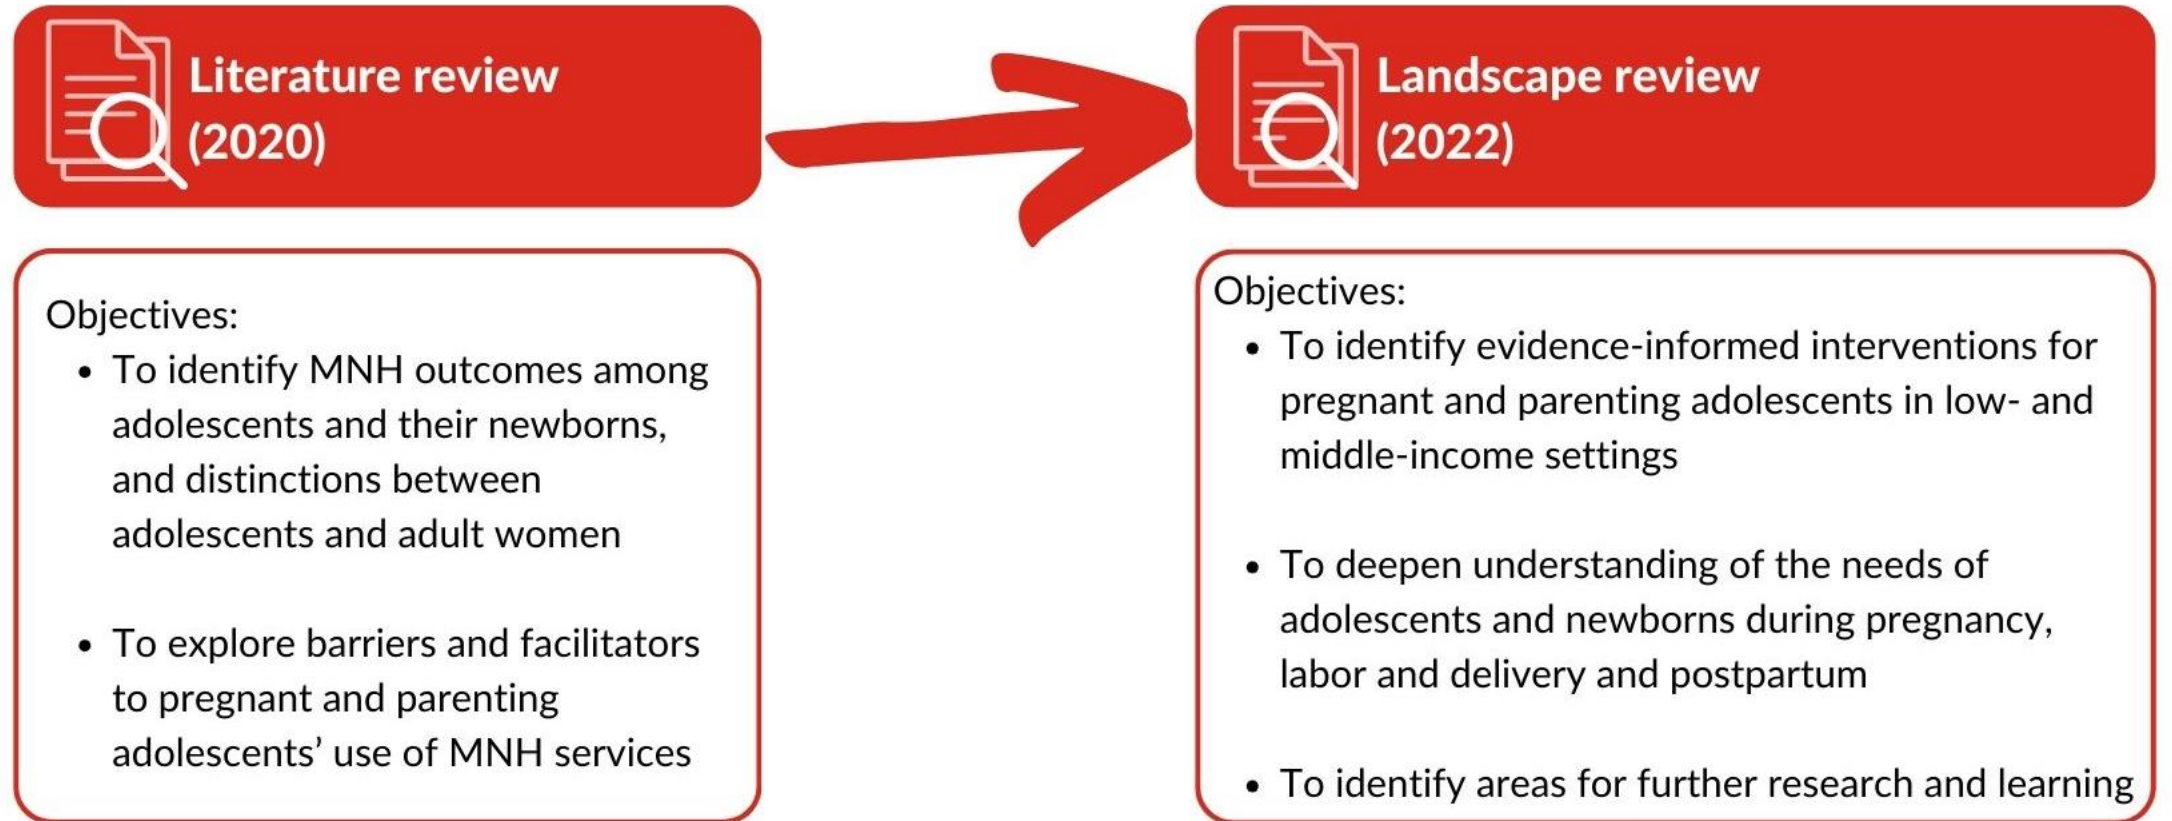 Literature review
(2020)
Objectives:
• To identify MNH outcomes among
adolescents and their newborns,
and distinctions between
adolescents and adult women
• To explore barriers and facilitators
to pregnant and parenting
adolescents’ use of MNH services
Landscape review
(2022)
Objectives:
• To identify evidence-informed interventions for
pregnant and parenting adolescents in low- and
middle-income settings
• To deepen understanding of the needs of
adolescents and newborns during pregnancy,
labor and delivery and postpartum
• To identify areas for further research and learning